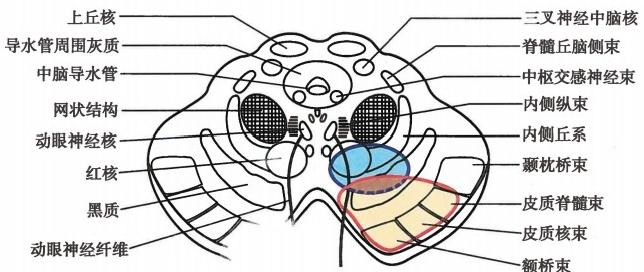 上丘核
导水管周围灰质
中脑导水管
网状结构
动眼神经核
红核
黑质
动眼神经纤维
三叉神经中脑核
脊髓丘脑侧束
中枢交感神经束
内侧纵束
内侧丘系
颞枕桥束
皮质脊髓束
皮质核束
额桥束